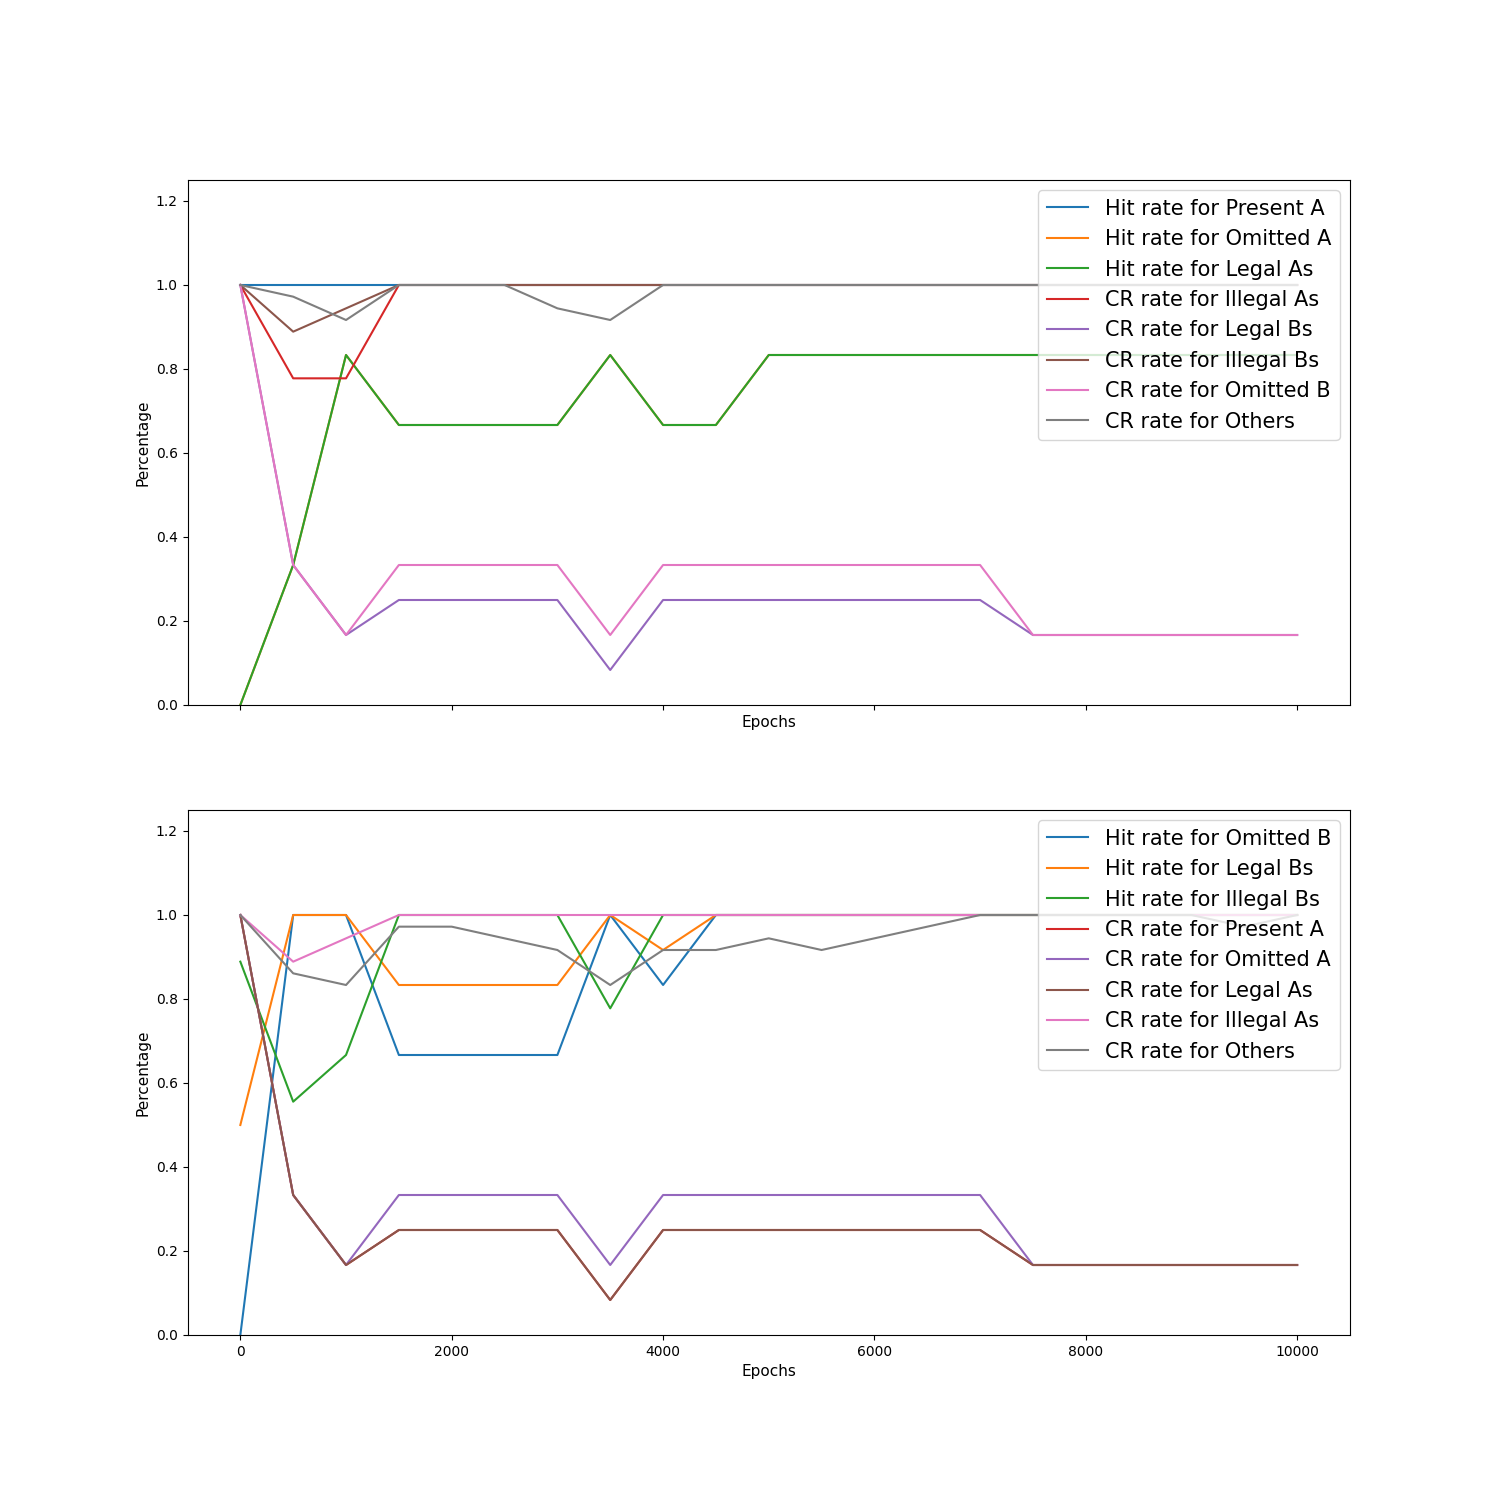 1.2
1.0
0.8
0.6
0.4
0.2
0.0
Percentage
Epochs
Hit rate for Present A
Hit rate for Omitted A
Hit rate for Legal As
CR rate for Illegal As
CR rate for Legal Bs
CR rate for Illegal Bs
CR rate for Omitted B
CR rate for Others
1.2
1.0
0.8
0.6
0.4
0.2
0.0
Percentage
0 2000 4000 6000 8000 10000
Epochs
Hit rate for Omitted B
Hit rate for Legal Bs
Hit rate for Illegal Bs
CR rate for Present A
CR rate for Omitted A
CR rate for Legal As
CR rate for Illegal As
CR rate for Others